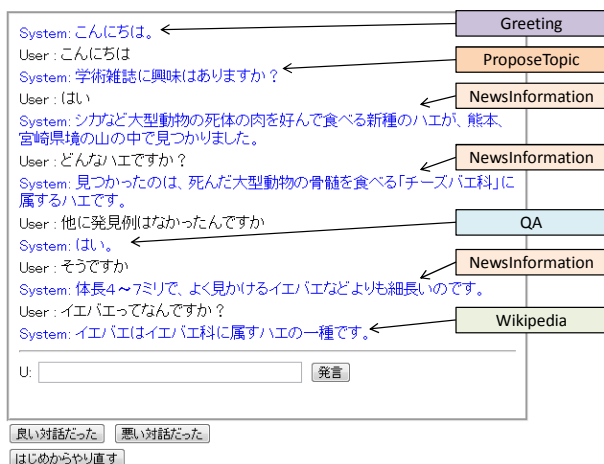 System: こんにちは。
Greeting
User : こんにちは
System: 学術雑誌に興味はありますか？
ProposeTopic
User : はい
NewsInformation
System: シカなど大型動物の死体の肉を好んで食べる新種のハエが、熊本、
宮崎県境の山の中で見つかりました。
User : どんなハエですか？
NewsInformation
System: 見つかったのは、死んだ大型動物の骨髄を食べる「チーズバエ科」に
属するハエです。
User : 他に発見例はなかったんですか
QA
System: はい。
User : そうですか
NewsInformation
System: 体長4～7ミリで、よく見かけるイエバエなどよりも細長いのです。
User : イエバエってなんですか？
Wikipedia
System: イエバエはイエバエ科に属すハエの一種です。
U:
発言
良い対話だった 悪い対話だった
はじめからやり直す